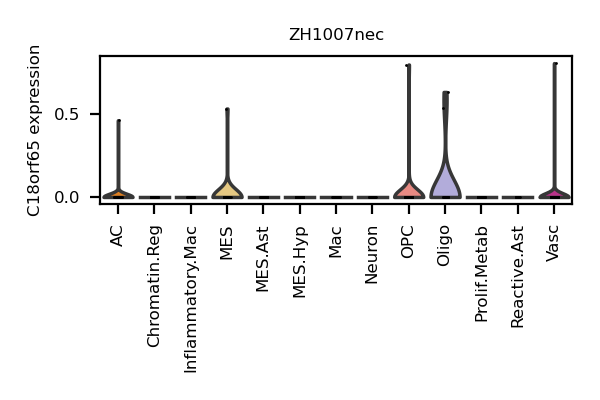 ZH1007nec
C18orf65 expression
0.5
0.0
AC
Chromatin.Reg
Inflammatory.Mac
MES
MES.Ast
MES.Hyp
Mac
Neuron
OPC
Oligo
Prolif.Metab
Reactive.Ast
Vasc